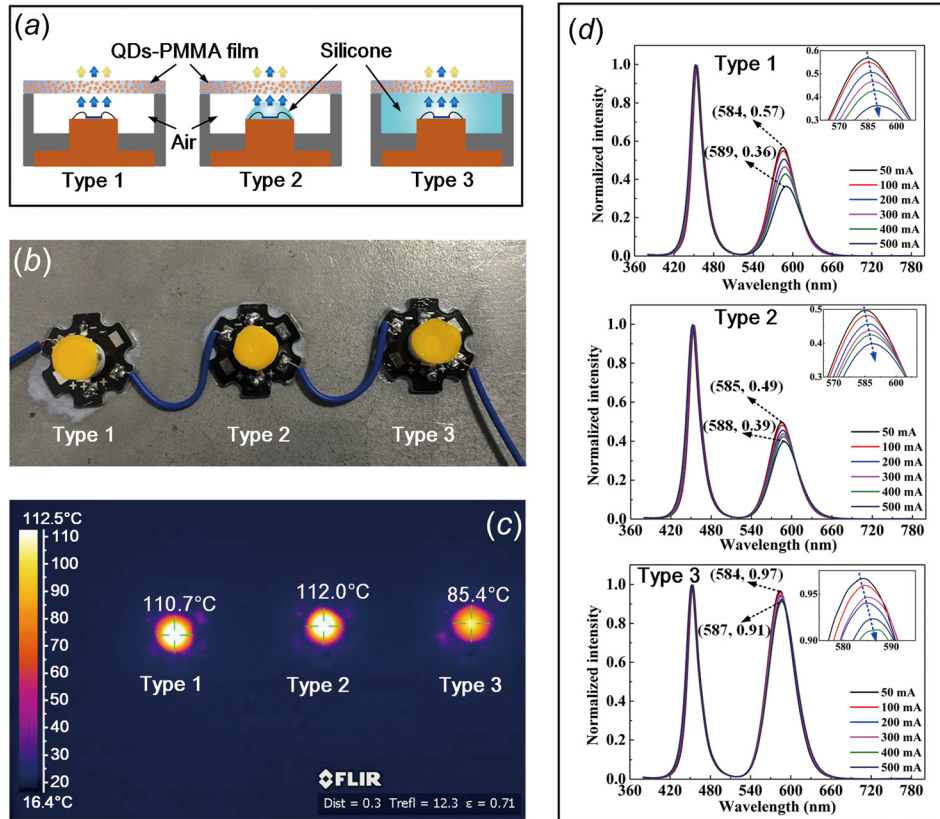 (a)
QDs-PMMA film
Silicone
Air
Type 1
Type 2
Type 3
(b)
Type 1
Type 2
Type 3
(c)
112.5°C
110
100
90
80
70
60
50
40
30
20
16.4°C
110.7°C
112.0°C
85.4°C
Type 1
Type 2
Type 3
FLIR
Dist = 0.3 Trefl = 12.3 ε = 0.71
(d)
Type 1
Normalized intensity
1.0
0.8
0.6
0.4
0.2
0.0
360 420 480 540 600 660 720 780
Wavelength (nm)
(584, 0.57)
(589, 0.36)
0.6
0.5
0.4
0.3
570 585 600
50 mA
100 mA
200 mA
300 mA
400 mA
500 mA
Type 2
Normalized intensity
1.0
0.8
0.6
0.4
0.2
0.0
360 420 480 540 600 660 720 780
Wavelength (nm)
(585, 0.49)
(588, 0.39)
0.5
0.4
0.3
570 585 600
50 mA
100 mA
200 mA
300 mA
400 mA
500 mA
Type 3
Normalized intensity
1.0
0.8
0.6
0.4
0.2
0.0
360 420 480 540 600 660 720 780
Wavelength (nm)
(584, 0.97)
(587, 0.91)
0.95
0.90
580 590
50 mA
100 mA
200 mA
300 mA
400 mA
500 mA